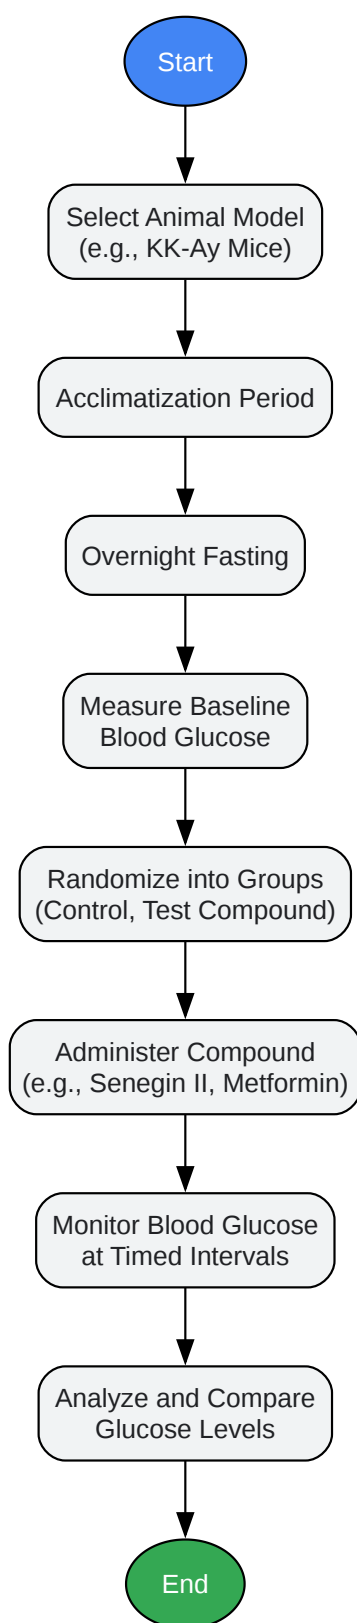 Start
Select Animal Model
(e.g., KK-Ay Mice)
Acclimatization Period
Overnight Fasting
Measure Baseline
Blood Glucose
Randomize into Groups
(Control, Test Compound)
Administer Compound
(e.g., Senegin II, Metformin)
Monitor Blood Glucose
at Timed Intervals
Analyze and Compare
Glucose Levels
End